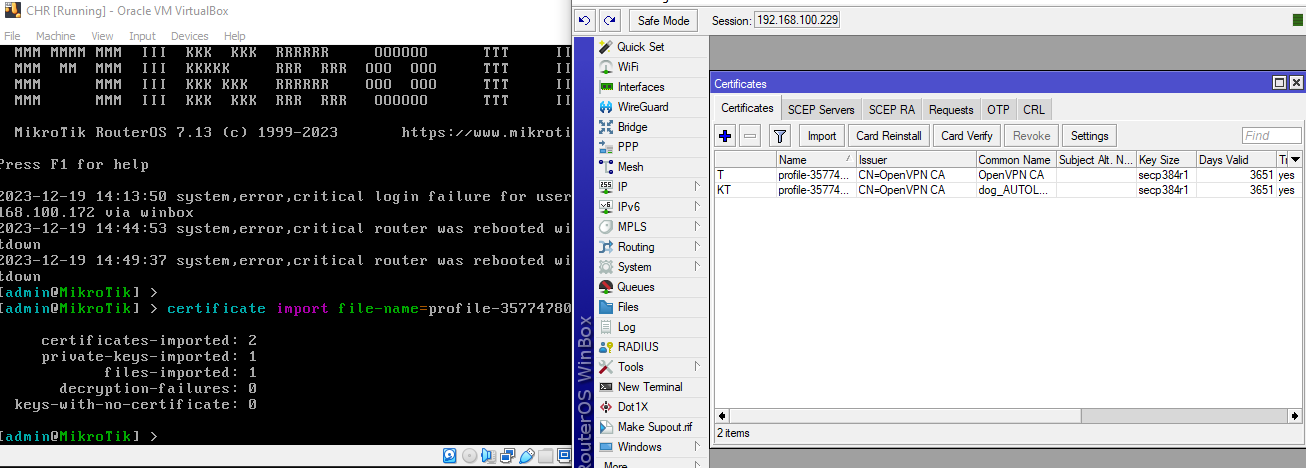 CHR [Running] - Oracle VM VirtualBox
File Machine View Input Devices Help
MMM MMMM MMM III KKK KKK RRRRRR OOOOOO TTT II
MMM MM MMM III KKKKK RRR RRR OOO OOO TTT II
MMM MMM III KKK KKK RRRRRR OOO OOO TTT II
MMM MMM III KKK KKK RRR RRR OOOOOO TTT II
MikroTik RouterOS 7.13 (c) 1999-2023 https://www.mikroti
Press F1 for help
2023-12-19 14:13:50 system,error,critical login failure for user
168.100.172 via winbox
2023-12-19 14:44:53 system,error,critical router was rebooted wi
tdown
2023-12-19 14:49:37 system,error,critical router was rebooted wi
tdown
[admin@MikroTik] >
[admin@MikroTik] > certificate import file-name=profile-35774780
certificates-imported: 2
private-keys-imported: 1
files-imported: 1
decryption-failures: 0
keys-with-no-certificate: 0
[admin@MikroTik] >
Safe Mode Session: 192.168.100.229
RouterOS WinBox
Quick Set
WiFi
Interfaces
WireGuard
Bridge
PPP
Mesh
IP
IPv6
MPLS
Routing
System
Queues
Files
Log
RADIUS
Tools
New Terminal
Dot1X
Make Supout.rif
Windows
More
Certificates
Certificates SCEP Servers SCEP RA Requests OTP CRL
Import Card Reinstall Card Verify Revoke Settings Find
Name Issuer Common Name Subject Alt. N... Key Size Days Valid Tr
T profile-35774... CN=OpenVPN CA OpenVPN CA secp384r1 3651 yes
KT profile-35774... CN=OpenVPN CA dog_AUTOL... secp384r1 3651 yes
2 items